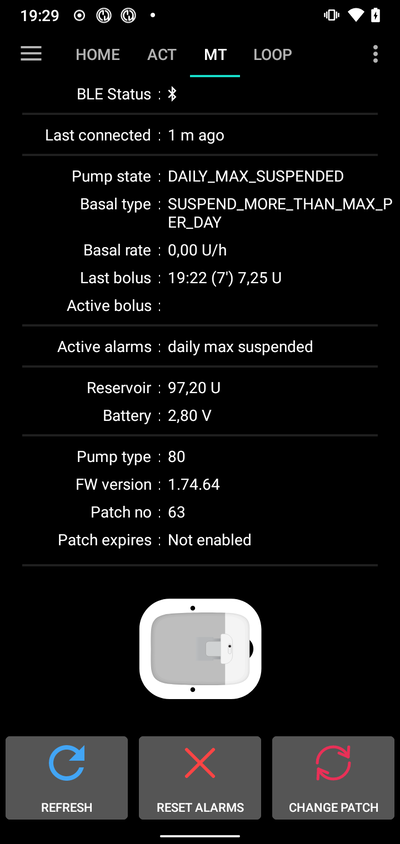 19:29
HOME ACT MT LOOP
BLE Status :
Last connected : 1 m ago
Pump state : DAILY_MAX_SUSPENDED
Basal type : SUSPEND_MORE_THAN_MAX_P
ER_DAY
Basal rate : 0,00 U/h
Last bolus : 19:22 (7') 7,25 U
Active bolus :
Active alarms : daily max suspended
Reservoir : 97,20 U
Battery : 2,80 V
Pump type : 80
FW version : 1.74.64
Patch no : 63
Patch expires : Not enabled
REFRESH RESET ALARMS CHANGE PATCH